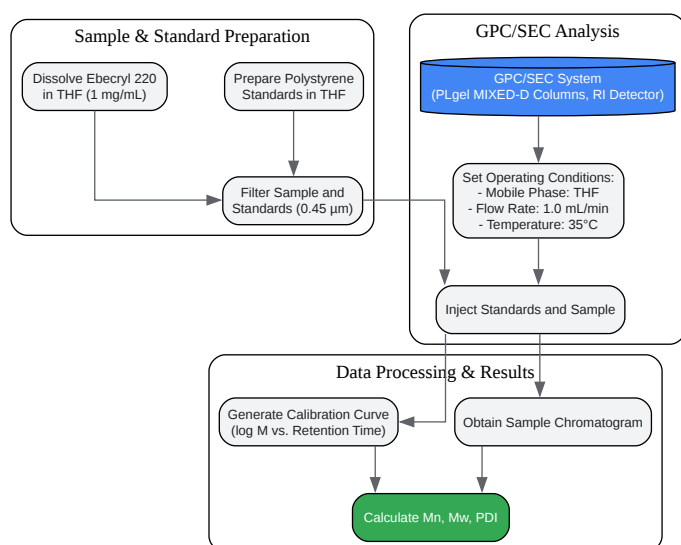 Sample & Standard Preparation
Dissolve Ebecryl 220
in THF (1 mg/mL)
Prepare Polystyrene
Standards in THF
Filter Sample and
Standards (0.45 µm)
GPC/SEC Analysis
GPC/SEC System
(PLgel MIXED-D Columns, RI Detector)
Set Operating Conditions:
- Mobile Phase: THF
- Flow Rate: 1.0 mL/min
- Temperature: 35°C
Inject Standards and Sample
Data Processing & Results
Generate Calibration Curve
(log M vs. Retention Time)
Obtain Sample Chromatogram
Calculate Mn, Mw, PDI